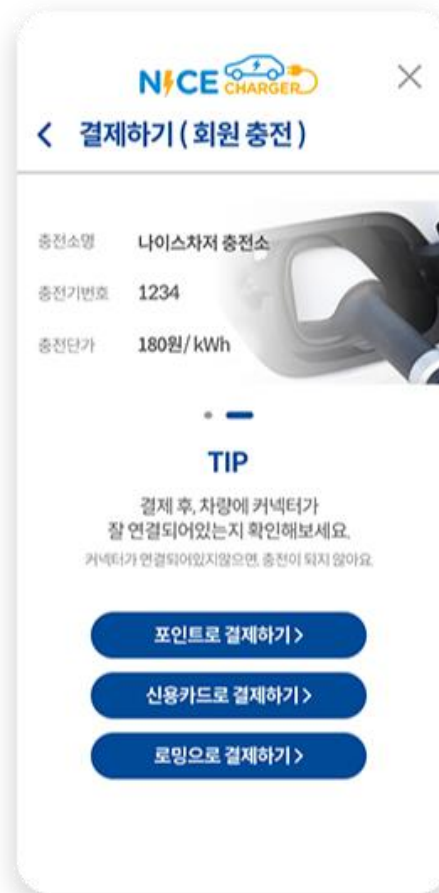 NICE CHARGER
결제하기 ( 회원 충전 )
충전소명 나이스차저 충전소
충전기번호 1234
충전단가 180원/ kWh
TIP
결제 후, 차량에 커넥터가
잘 연결되어있는지 확인해보세요.
커넥터가 연결되어있지않으면, 충전이 되지 않아요.
포인트로 결제하기 >
신용카드로 결제하기 >
로밍으로 결제하기 >